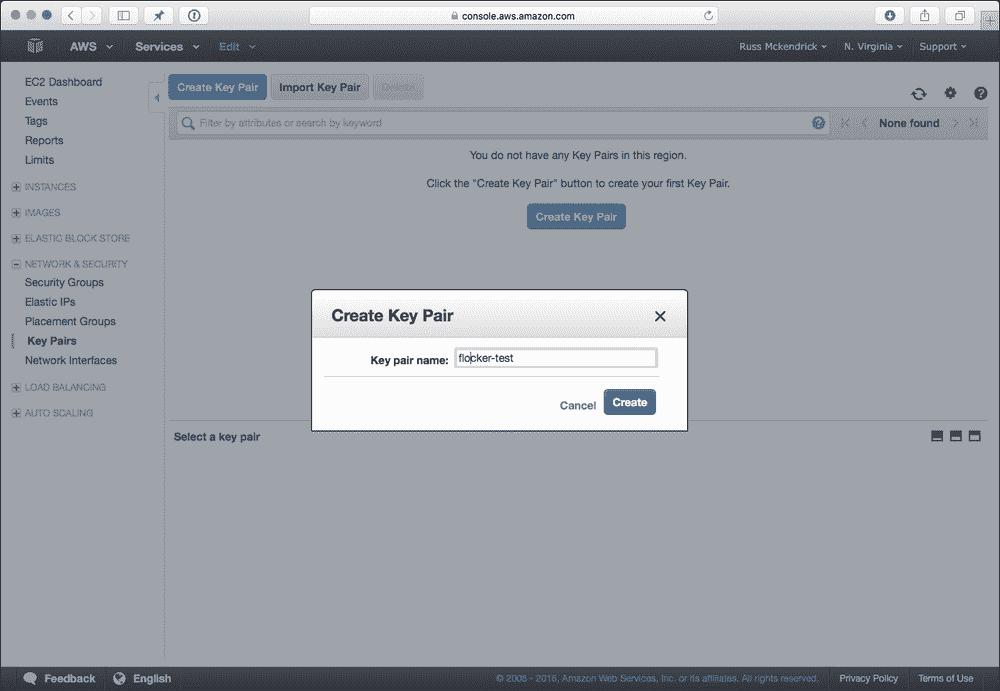 console.aws.amazon.com
AWS Services Edit Russ Mckendrick N. Virginia Support
EC2 Dashboard
Events
Tags
Reports
Limits
INSTANCES
IMAGES
ELASTIC BLOCK STORE
NETWORK & SECURITY
Security Groups
Elastic IPs
Placement Groups
Key Pairs
Network Interfaces
LOAD BALANCING
AUTO SCALING
Create Key Pair Import Key Pair Delete
Filter by attributes or search by keyword None found
You do not have any Key Pairs in this region.
Click the "Create Key Pair" button to create your first Key Pair.
Create Key Pair
Create Key Pair
Key pair name: flocker-test
Cancel Create
Select a key pair
Feedback English © 2008 - 2016, Amazon Web Services, Inc. or its affiliates. All rights reserved. Privacy Policy Terms of Use